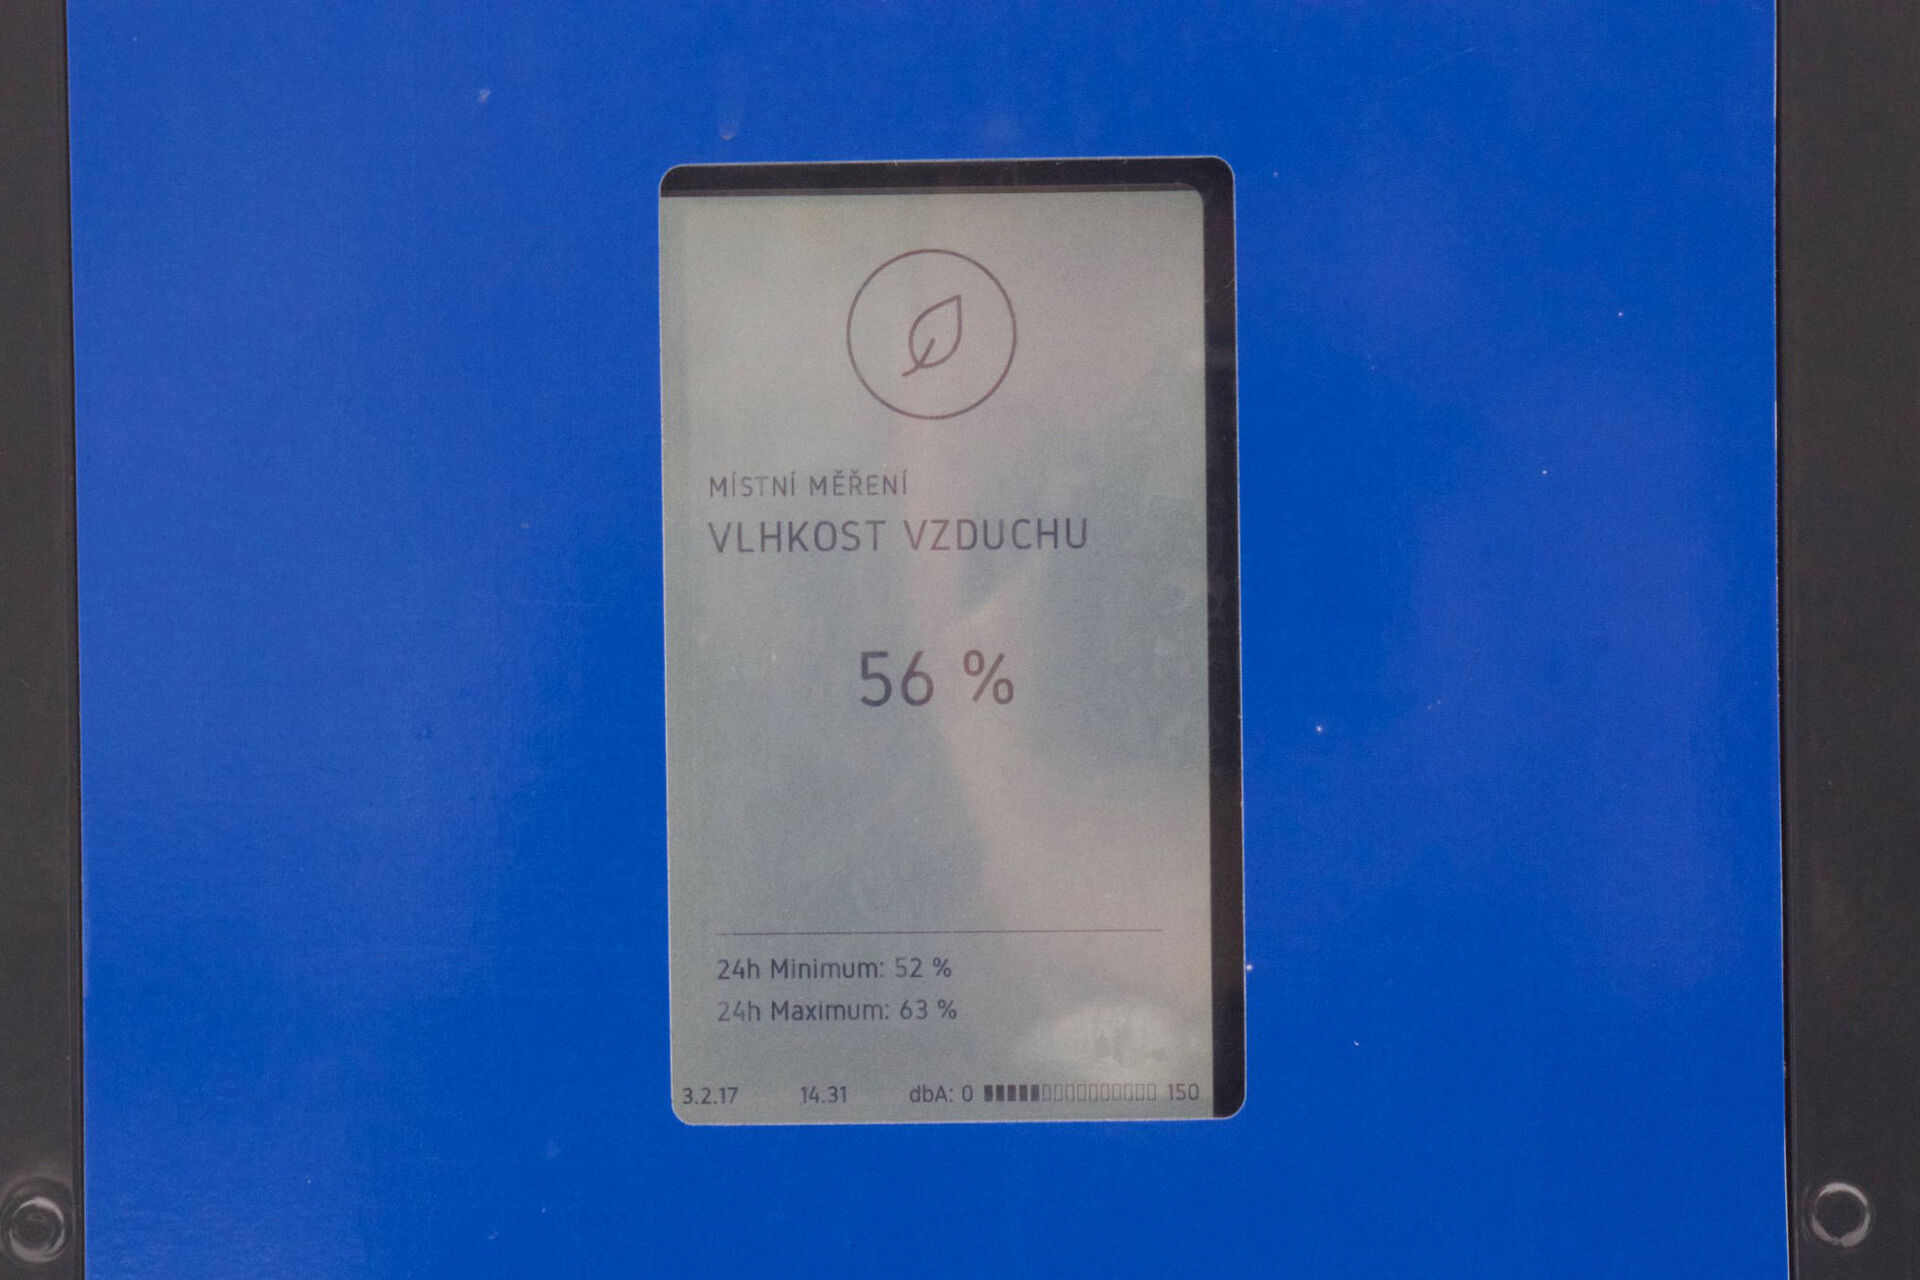 MÍSTNÍ MĚŘENÍ
VLHKOST VZDUCHU
56 %
24h Minimum: 52 %
24h Maximum: 63 %
3.2.17 14.31 dbA: 0 150